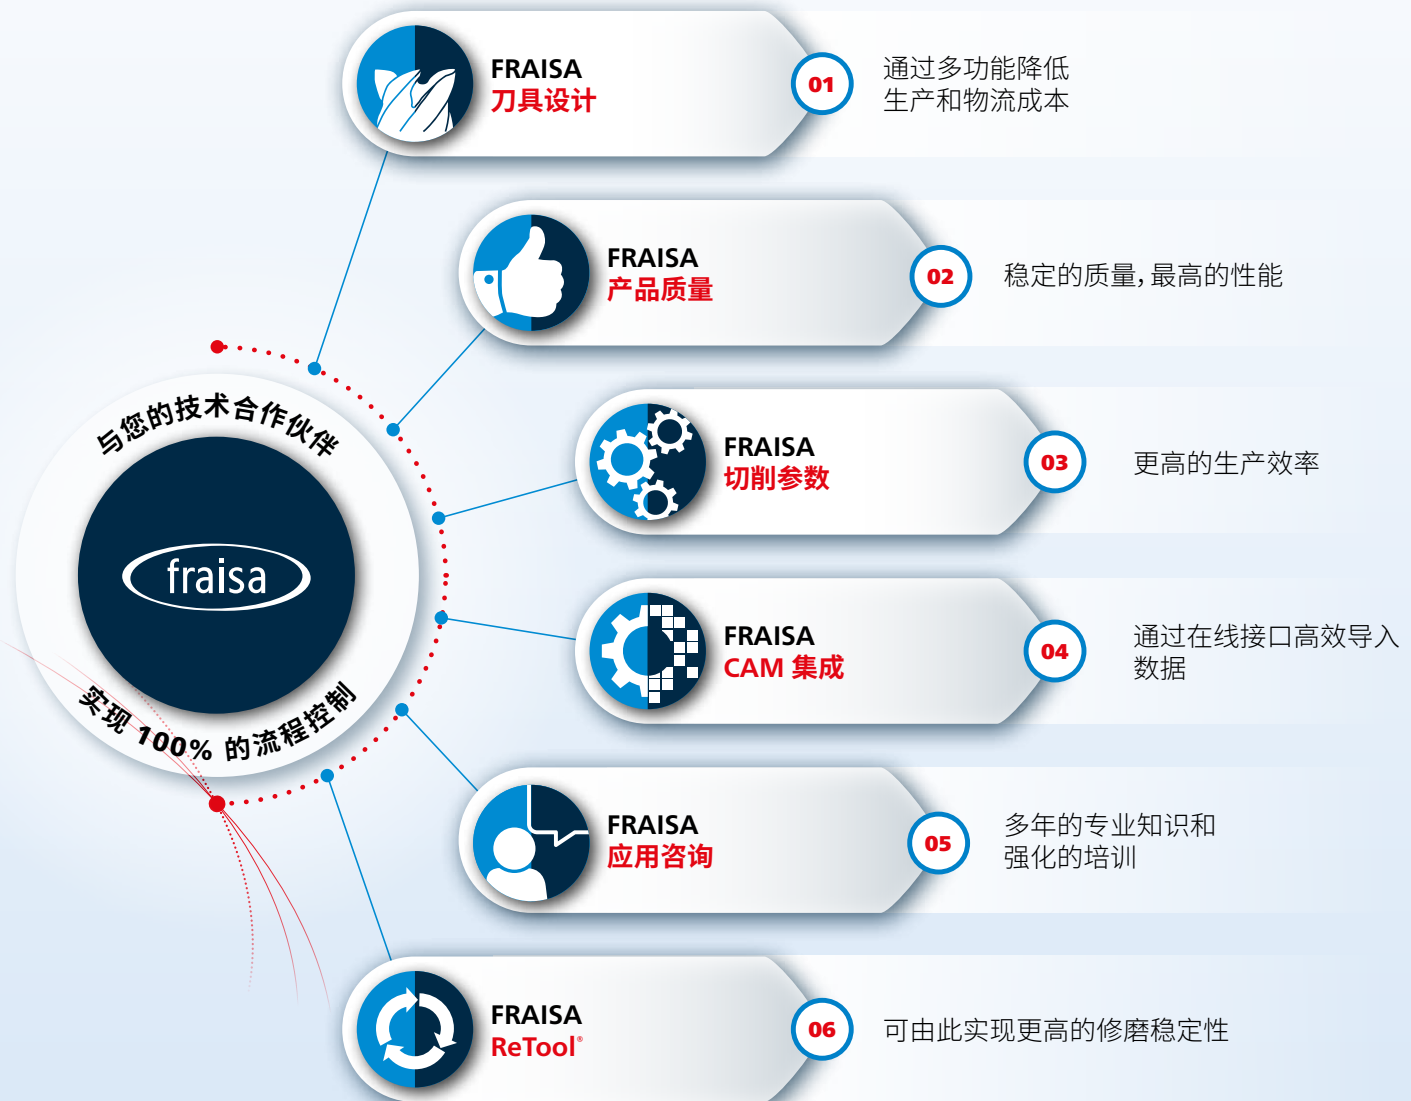 FRAISA
刀具设计
01
通过多功能降低
生产和物流成本
FRAISA
产品质量
02
稳定的质量，最高的性能
与您的技术合作伙伴
fraisa
实现 100% 的流程控制
FRAISA
切削参数
03
更高的生产效率
FRAISA
CAM 集成
04
通过在线接口高效导入
数据
FRAISA
应用咨询
05
多年的专业知识和
强化的培训
FRAISA
ReTool®
06
可由此实现更高的修磨稳定性